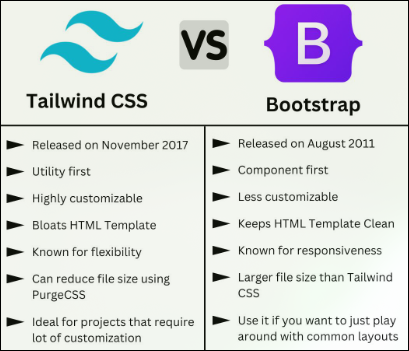 VS
B
Tailwind CSS
Bootstrap
Released on November 2017
Utility first
Highly customizable
Bloats HTML Template
Known for flexibility
Can reduce file size using
PurgeCSS
Ideal for projects that require
lot of customization
Released on August 2011
Component first
Less customizable
Keeps HTML Template Clean
Known for responsiveness
Larger file size than Tailwind
CSS
Use it if you want to just play
around with common layouts